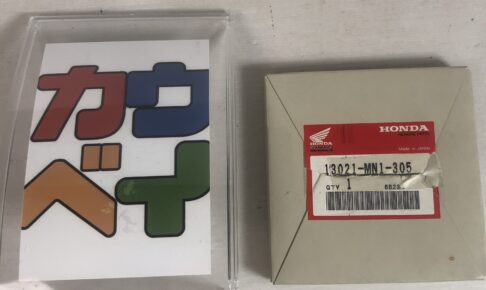 カウ
ベイ
HONDA
Made in Japan
13021-MN1-305
QTY 1